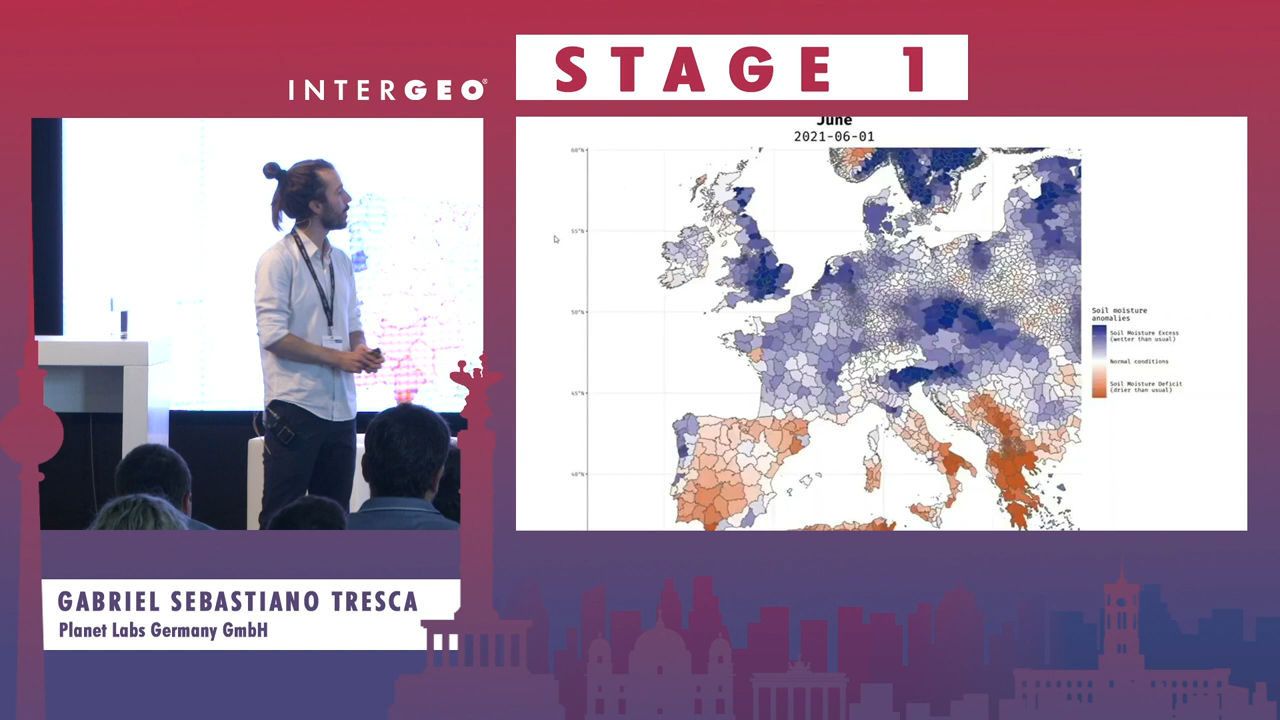 STAGE 1
INTERGEO®
June
2021-06-01
60°N
55°N
50°N
45°N
40°N
Soil moisture
anomalies
Soil Moisture Excess
(wetter than usual)
Normal conditions
Soil Moisture Deficit
(drier than usual)
GABRIEL SEBASTIANO TRESCA
Planet Labs Germany GmbH